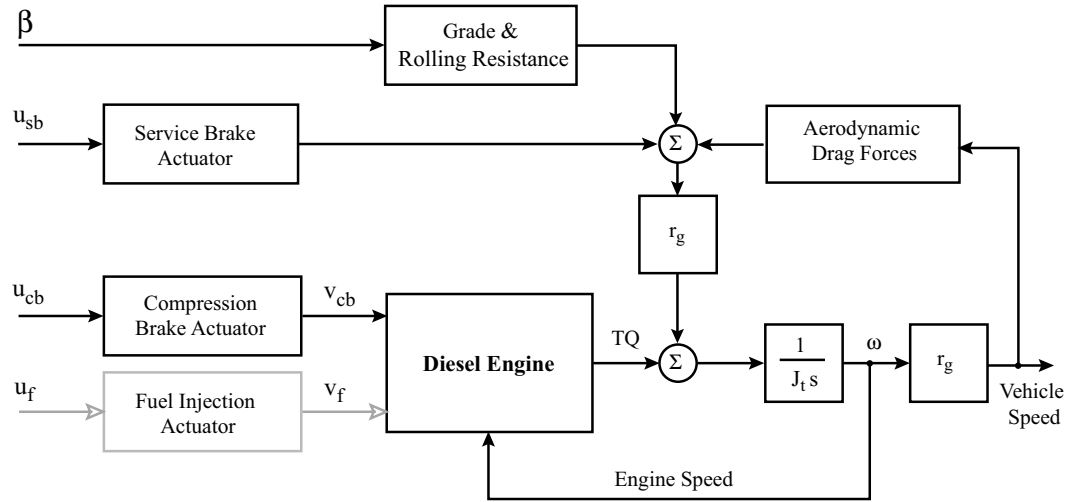 β
Grade &
Rolling Resistance
u_sb
Service Brake
Actuator
Σ
Aerodynamic
Drag Forces
r_g
u_cb
Compression
Brake Actuator
v_cb
Diesel Engine
TQ
Σ
1
J_t s
ω
r_g
Vehicle
Speed
u_f
Fuel Injection
Actuator
v_f
Engine Speed